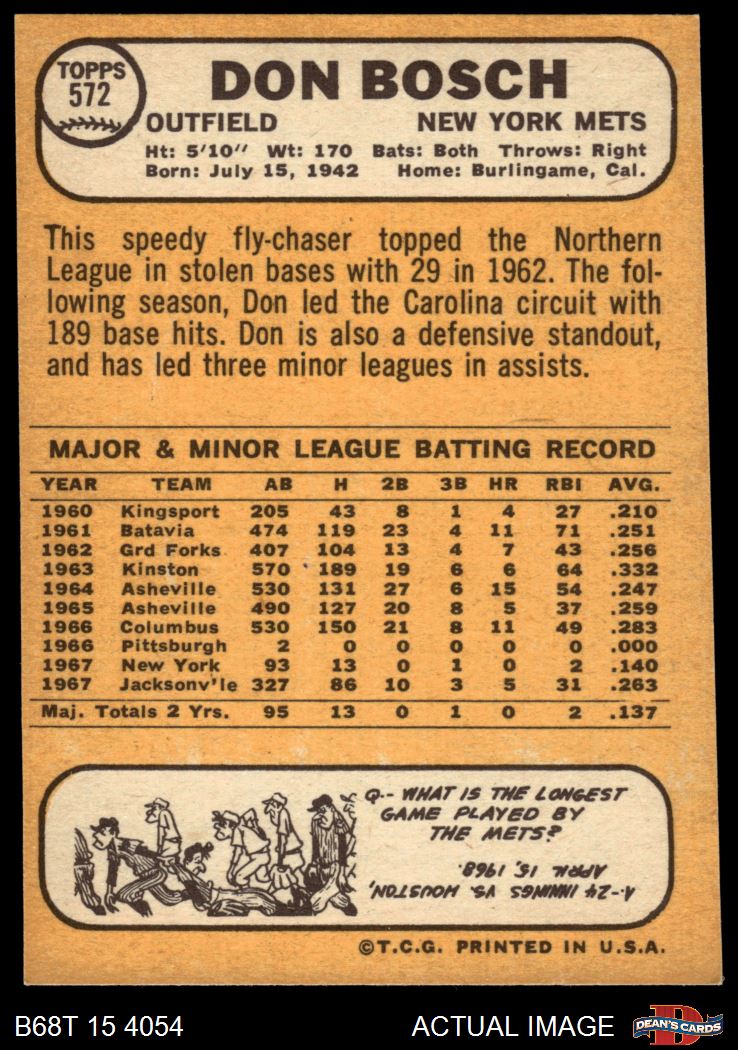 TOPPS
572
DON BOSCH
OUTFIELD NEW YORK METS
Ht: 5'10" Wt: 170 Bats: Both Throws: Right
Born: July 15, 1942 Home: Burlingame, Cal.
This speedy fly-chaser topped the Northern
League in stolen bases with 29 in 1962. The fol-
lowing season, Don led the Carolina circuit with
189 base hits. Don is also a defensive standout,
and has led three minor leagues in assists.
MAJOR & MINOR LEAGUE BATTING RECORD
YEAR TEAM AB H 2B 3B HR RBI AVG.
1960 Kingsport 205 43 8 1 4 27 .210
1961 Batavia 474 119 23 4 11 71 .251
1962 Grd Forks 407 104 13 4 7 43 .256
1963 Kinston 570 189 19 6 6 64 .332
1964 Asheville 530 131 27 6 15 54 .247
1965 Asheville 490 127 20 8 5 37 .259
1966 Columbus 530 150 21 8 11 49 .283
1966 Pittsburgh 2 0 0 0 0 0 .000
1967 New York 93 13 0 1 0 2 .140
1967 Jacksonv'le 327 86 10 3 5 31 .263
Maj. Totals 2 Yrs. 95 13 0 1 0 2 .137
Q-- WHAT IS THE LONGEST
GAME PLAYED BY
THE METS?
A-24 INNINGS VS. HOUSTON,
APRIL 15, 1968.
©T.C.G. PRINTED IN U.S.A.
B68T 15 4054 ACTUAL IMAGE
DEAN'S CARDS